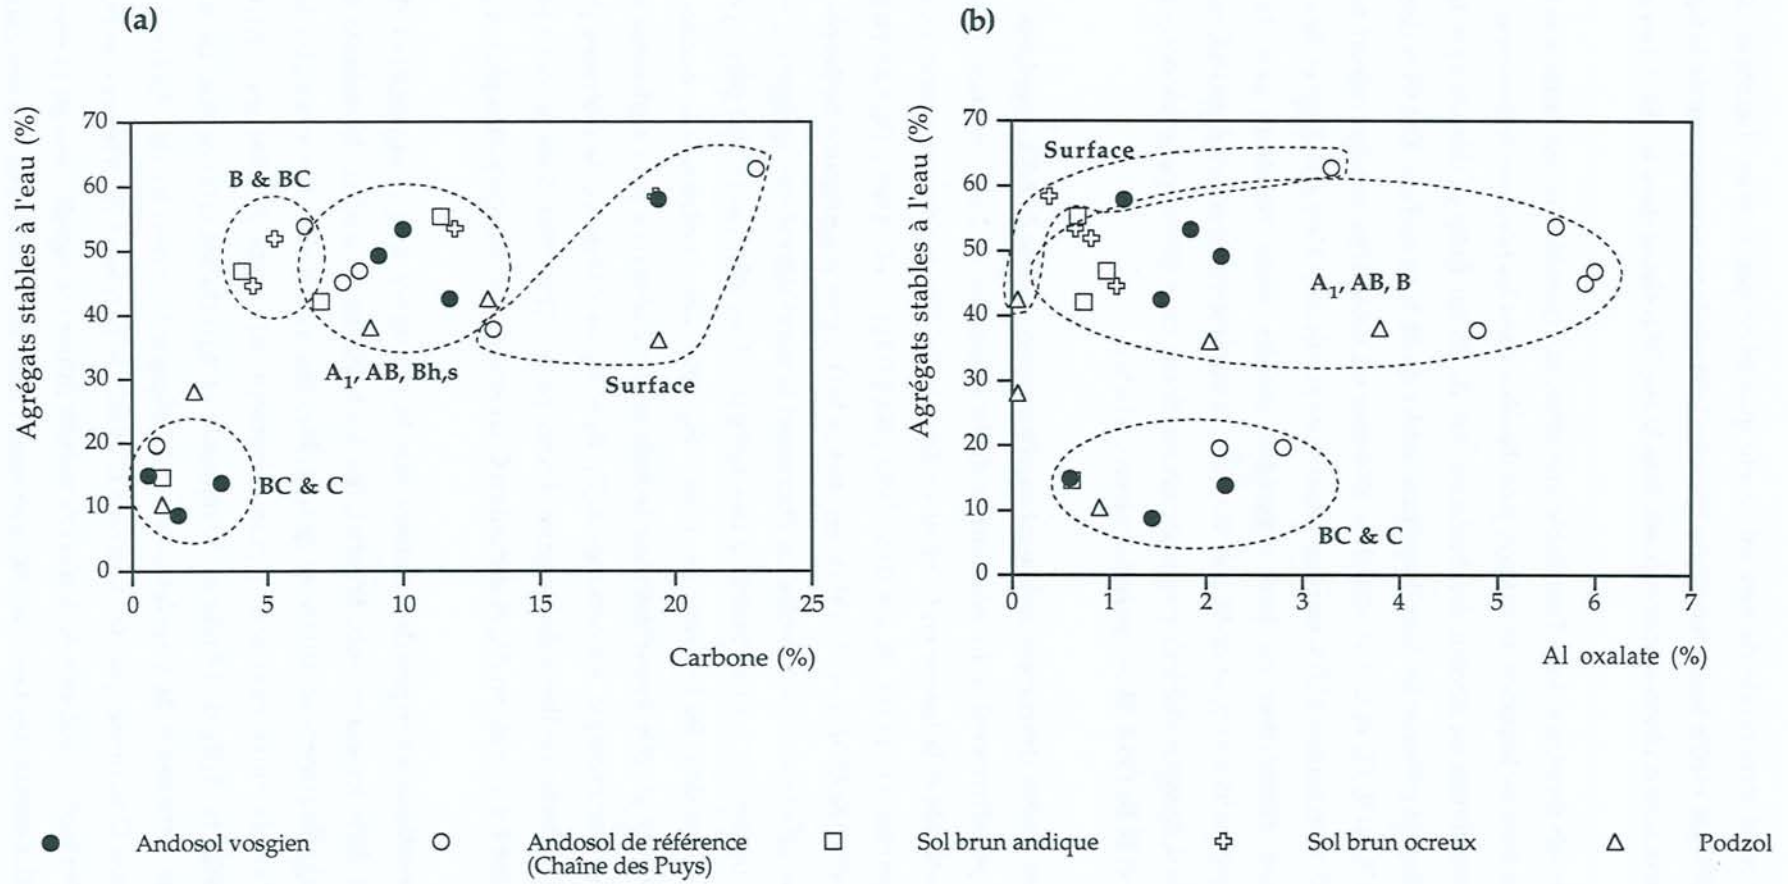 (a)
Agrégats stables à l'eau (%)
70
60
50
40
30
20
10
0
B & BC
A1, AB, Bh,s
Surface
BC & C
0
5
10
15
20
25
Carbone (%)
(b)
Agrégats stables à l'eau (%)
70
60
50
40
30
20
10
0
Surface
A1, AB, B
BC & C
0
1
2
3
4
5
6
7
Al oxalate (%)
Andosol vosgien
Andosol de référence
(Chaîne des Puys)
Sol brun andique
Sol brun ocreux
Podzol